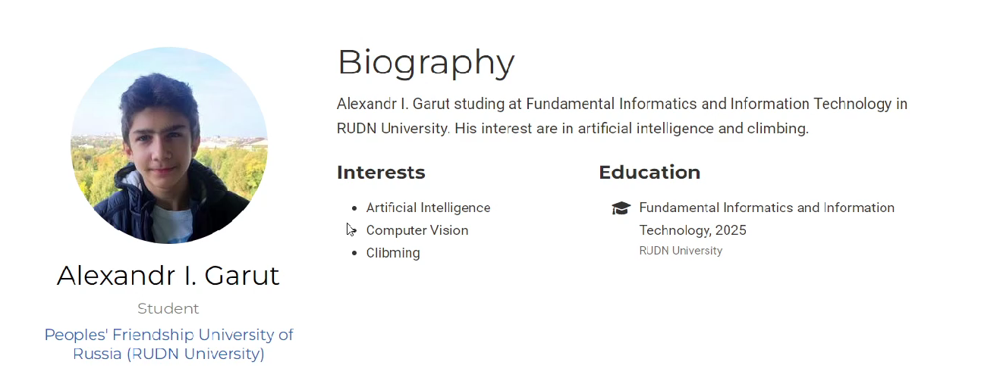 Biography
Alexandr I. Garut studing at Fundamental Informatics and Information Technology in
RUDN University. His interest are in artificial intelligence and climbing.
Interests
Artificial Intelligence
Computer Vision
Clibming
Education
Fundamental Informatics and Information
Technology, 2025
RUDN University
Alexandr I. Garut
Student
Peoples' Friendship University of
Russia (RUDN University)